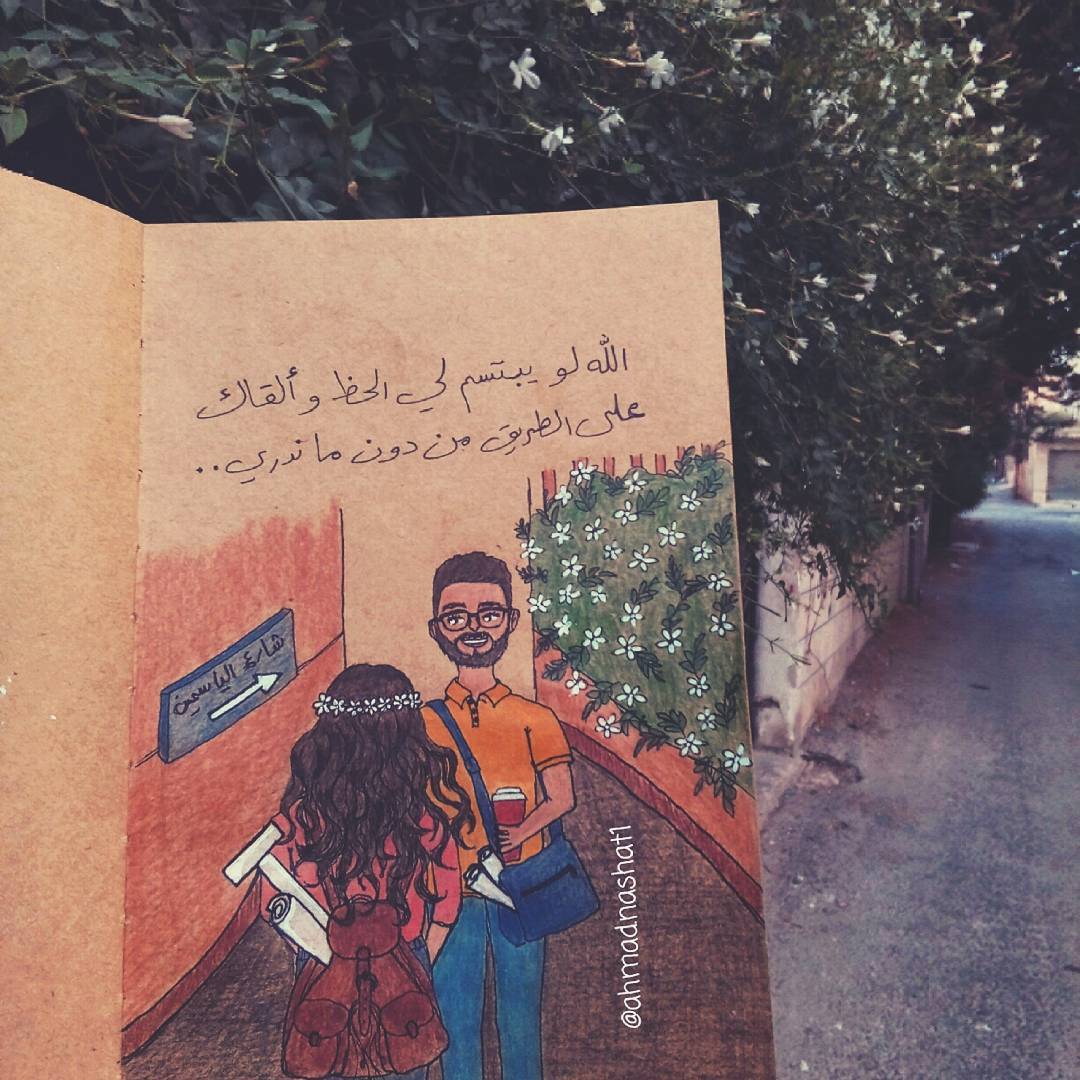 الله لو يبتسم لي الحظ و ألقاك
على الطريق من دون ما ندري..
شارع الياسمين
@ahmadnashat1